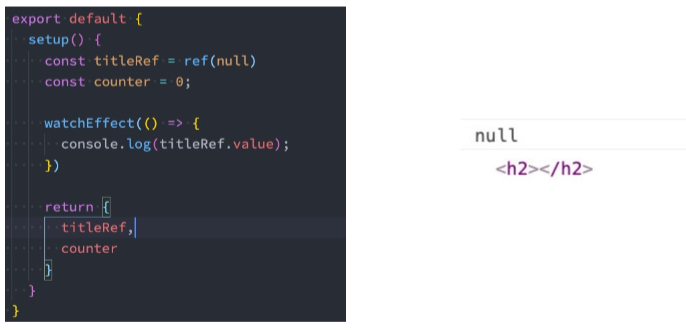 export default {
setup() {
const titleRef = ref(null)
const counter = 0;
watchEffect(() => {
console.log(titleRef.value);
})
return {
titleRef,
counter
}
}
}
null
<h2></h2>